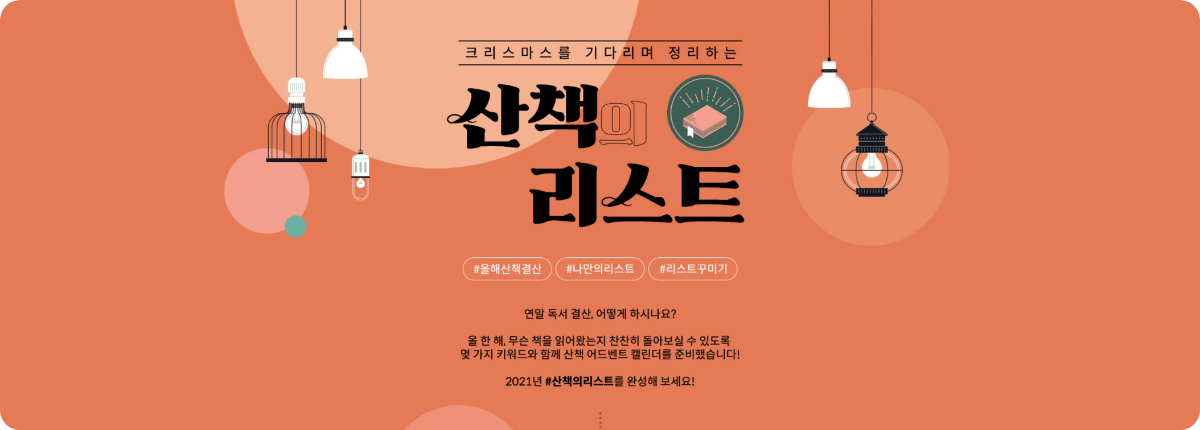 크리스마스를 기다리며 정리하는
산책의
리스트
#올해산책결산 #나만의리스트 #리스트꾸미기
연말 독서 결산, 어떻게 하시나요?
올 한 해, 무슨 책을 읽어왔는지 찬찬히 돌아보실 수 있도록
몇 가지 키워드와 함께 산책 어드벤트 캘린더를 준비했습니다!
2021년 #산책의리스트를 완성해 보세요!